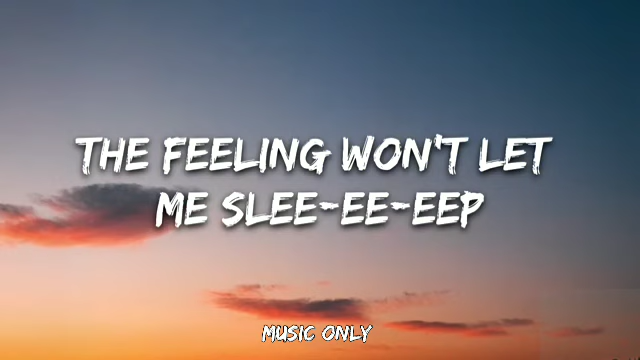 THE FEELING WON'T LET
ME SLEE-EE-EEP
MUSIC ONLY